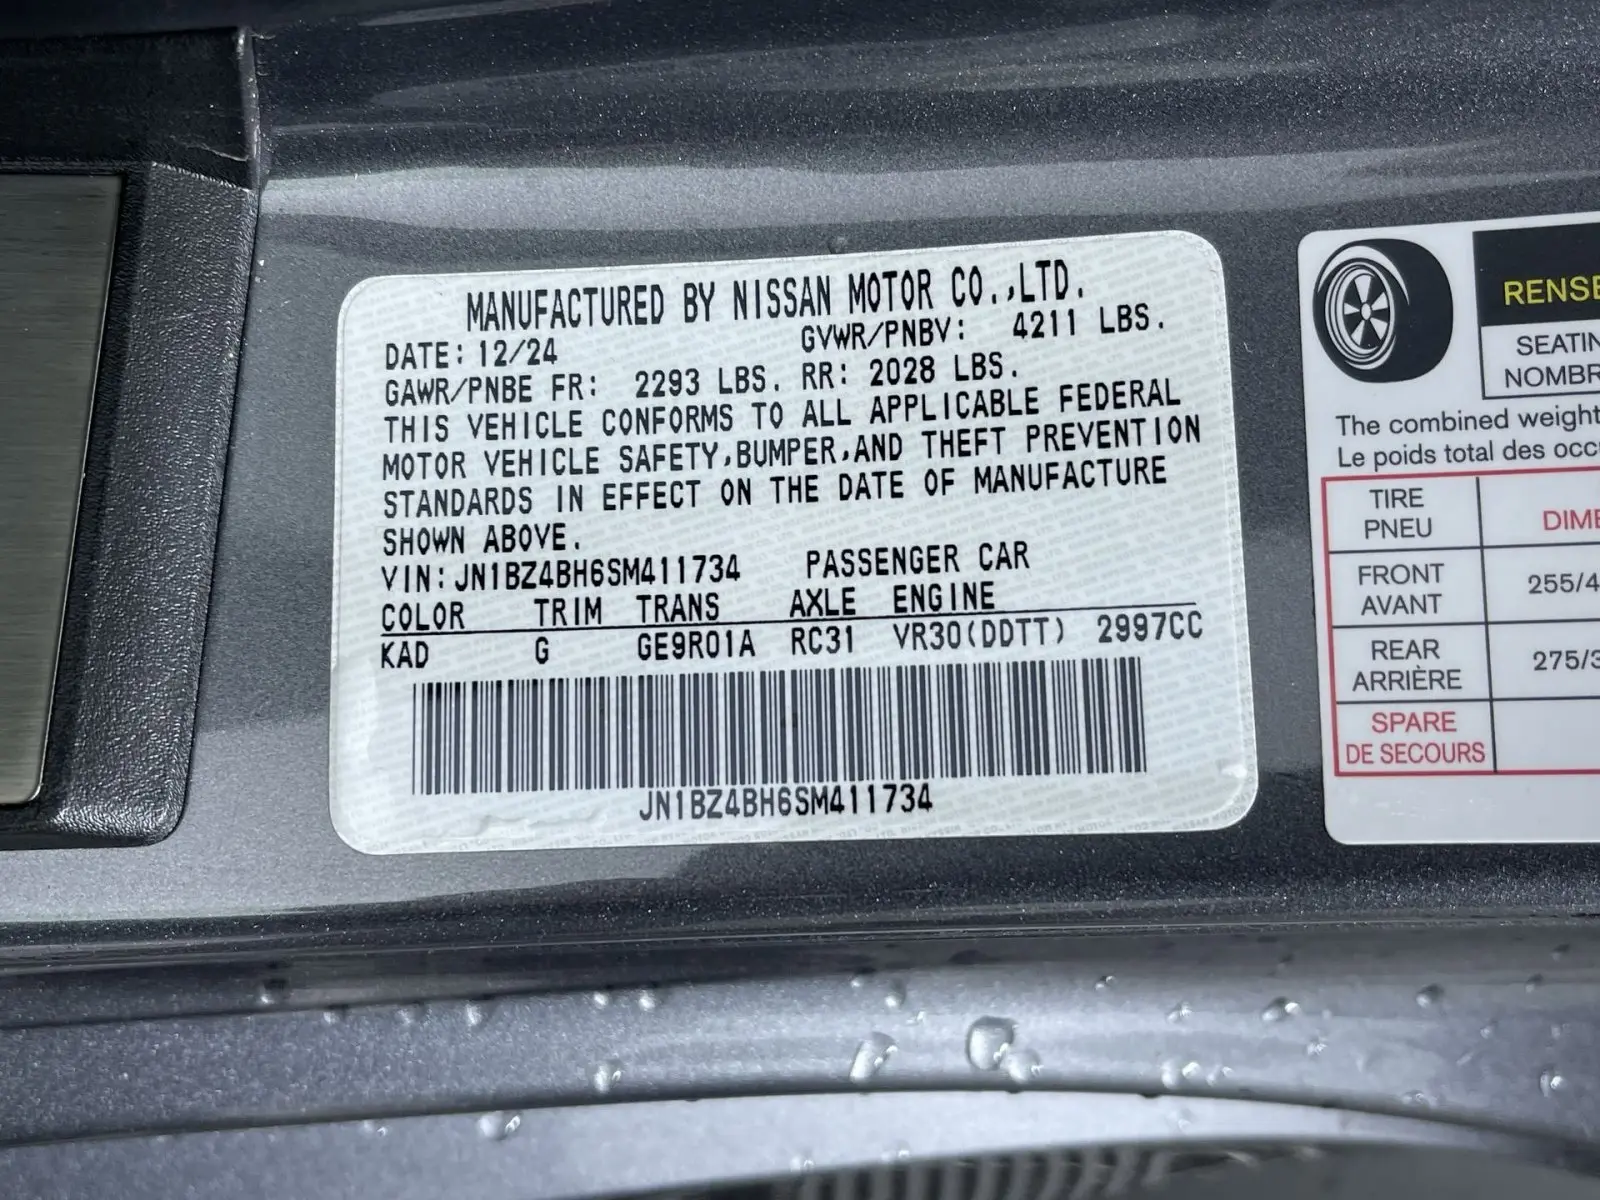 MANUFACTURED BY NISSAN MOTOR CO.,LTD.
DATE: 12/24 GVWR/PNBV: 4211 LBS.
GAWR/PNBE FR: 2293 LBS. RR: 2028 LBS.
THIS VEHICLE CONFORMS TO ALL APPLICABLE FEDERAL
MOTOR VEHICLE SAFETY,BUMPER,AND THEFT PREVENTION
STANDARDS IN EFFECT ON THE DATE OF MANUFACTURE
SHOWN ABOVE.
VIN: JN1BZ4BH6SM411734 PASSENGER CAR
COLOR TRIM TRANS AXLE ENGINE
KAD G GE9R01A RC31 VR30(DDTT) 2997CC
JN1BZ4BH6SM411734
RENSE
SEATIN
NOMBR
The combined weight
Le poids total des occu
TIRE
PNEU
DIME
FRONT
AVANT
255/4
REAR
ARRIÈRE
275/3
SPARE
DE SECOURS